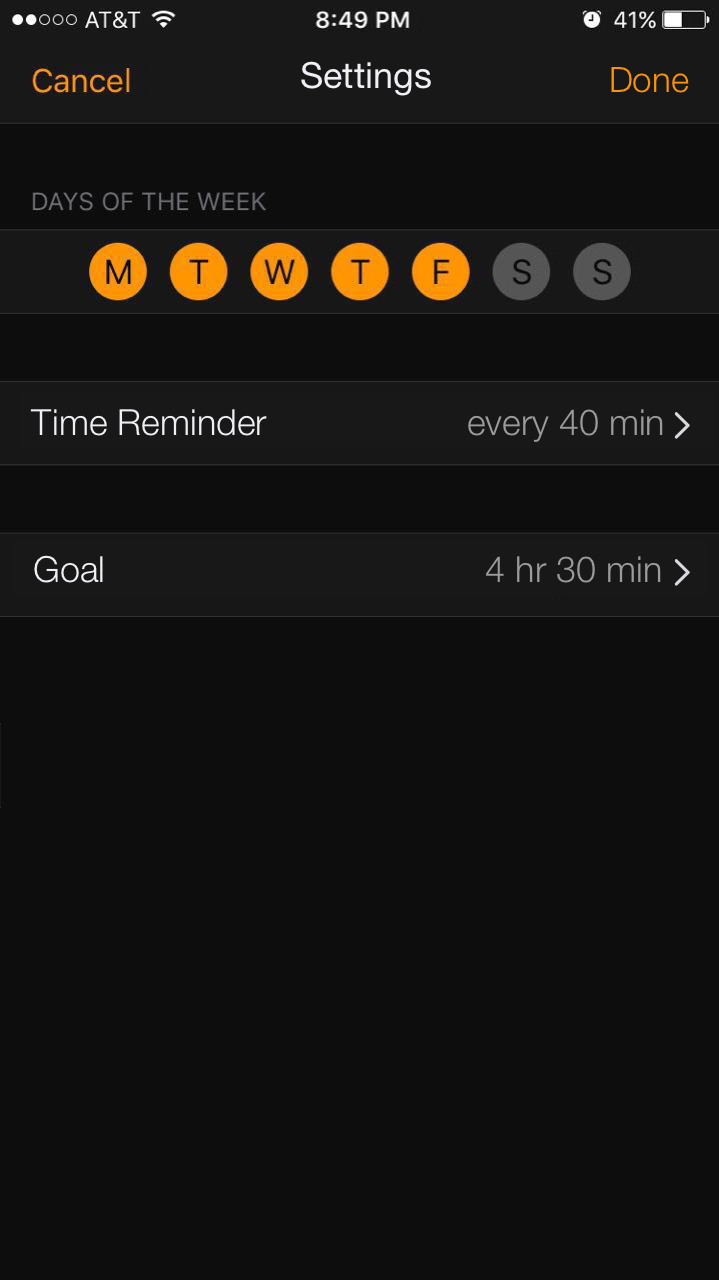 AT&T 8:49 PM 41%
Cancel Settings Done
DAYS OF THE WEEK
M T W T F S S
Time Reminder every 40 min
Goal 4 hr 30 min